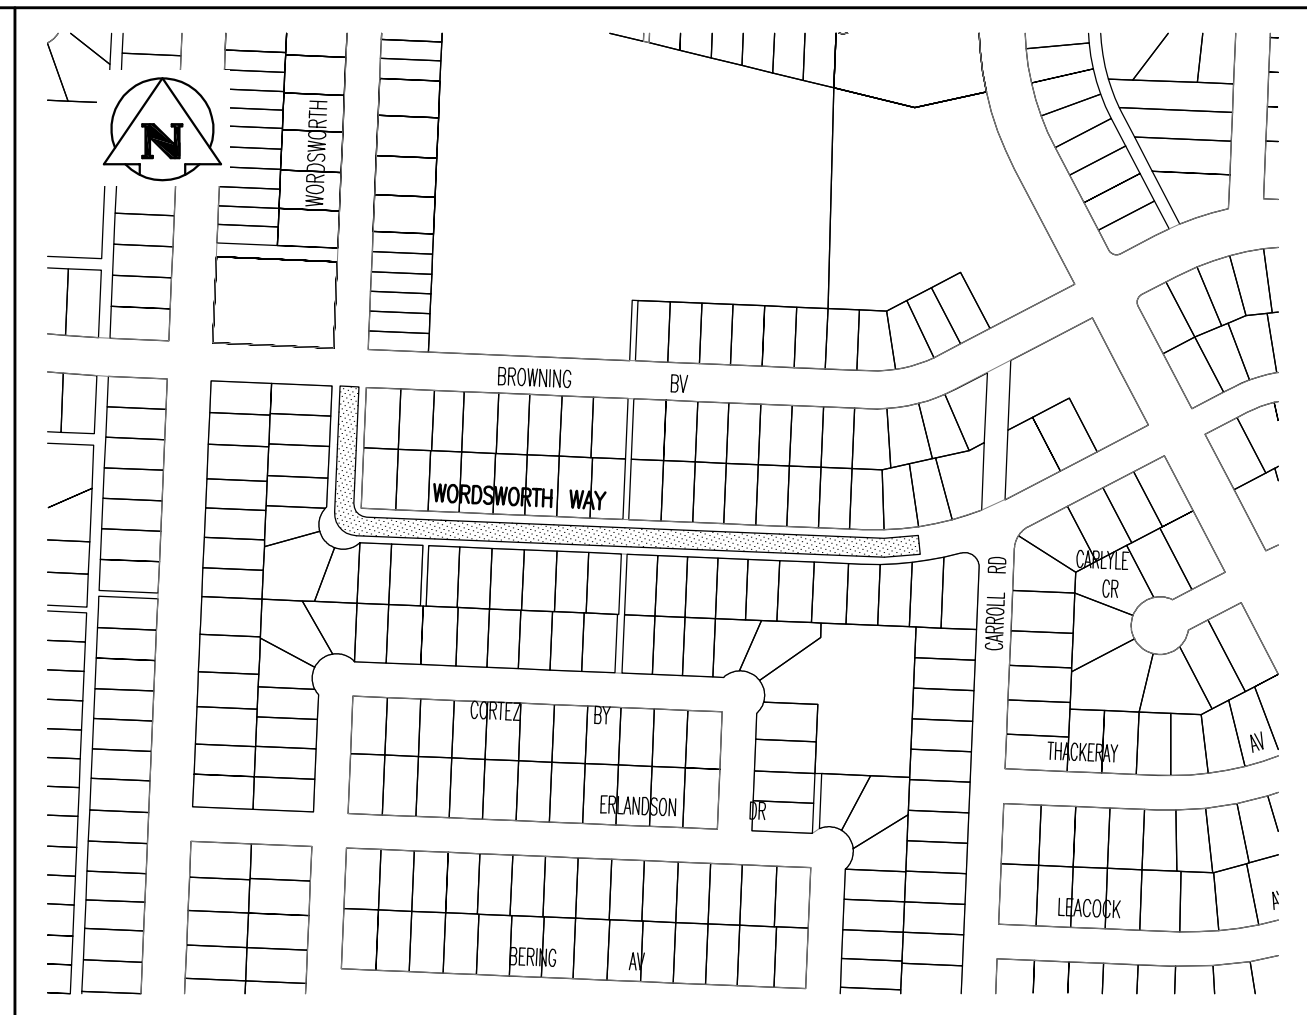 N
WORDSWORTH
BROWNING BV
WORDSWORTH WAY
CARROLL RD
CARLYLE
CR
CORTEZ BY
THACKERAY AV
ERLANDSON DR
LEACOCK
BERING AV